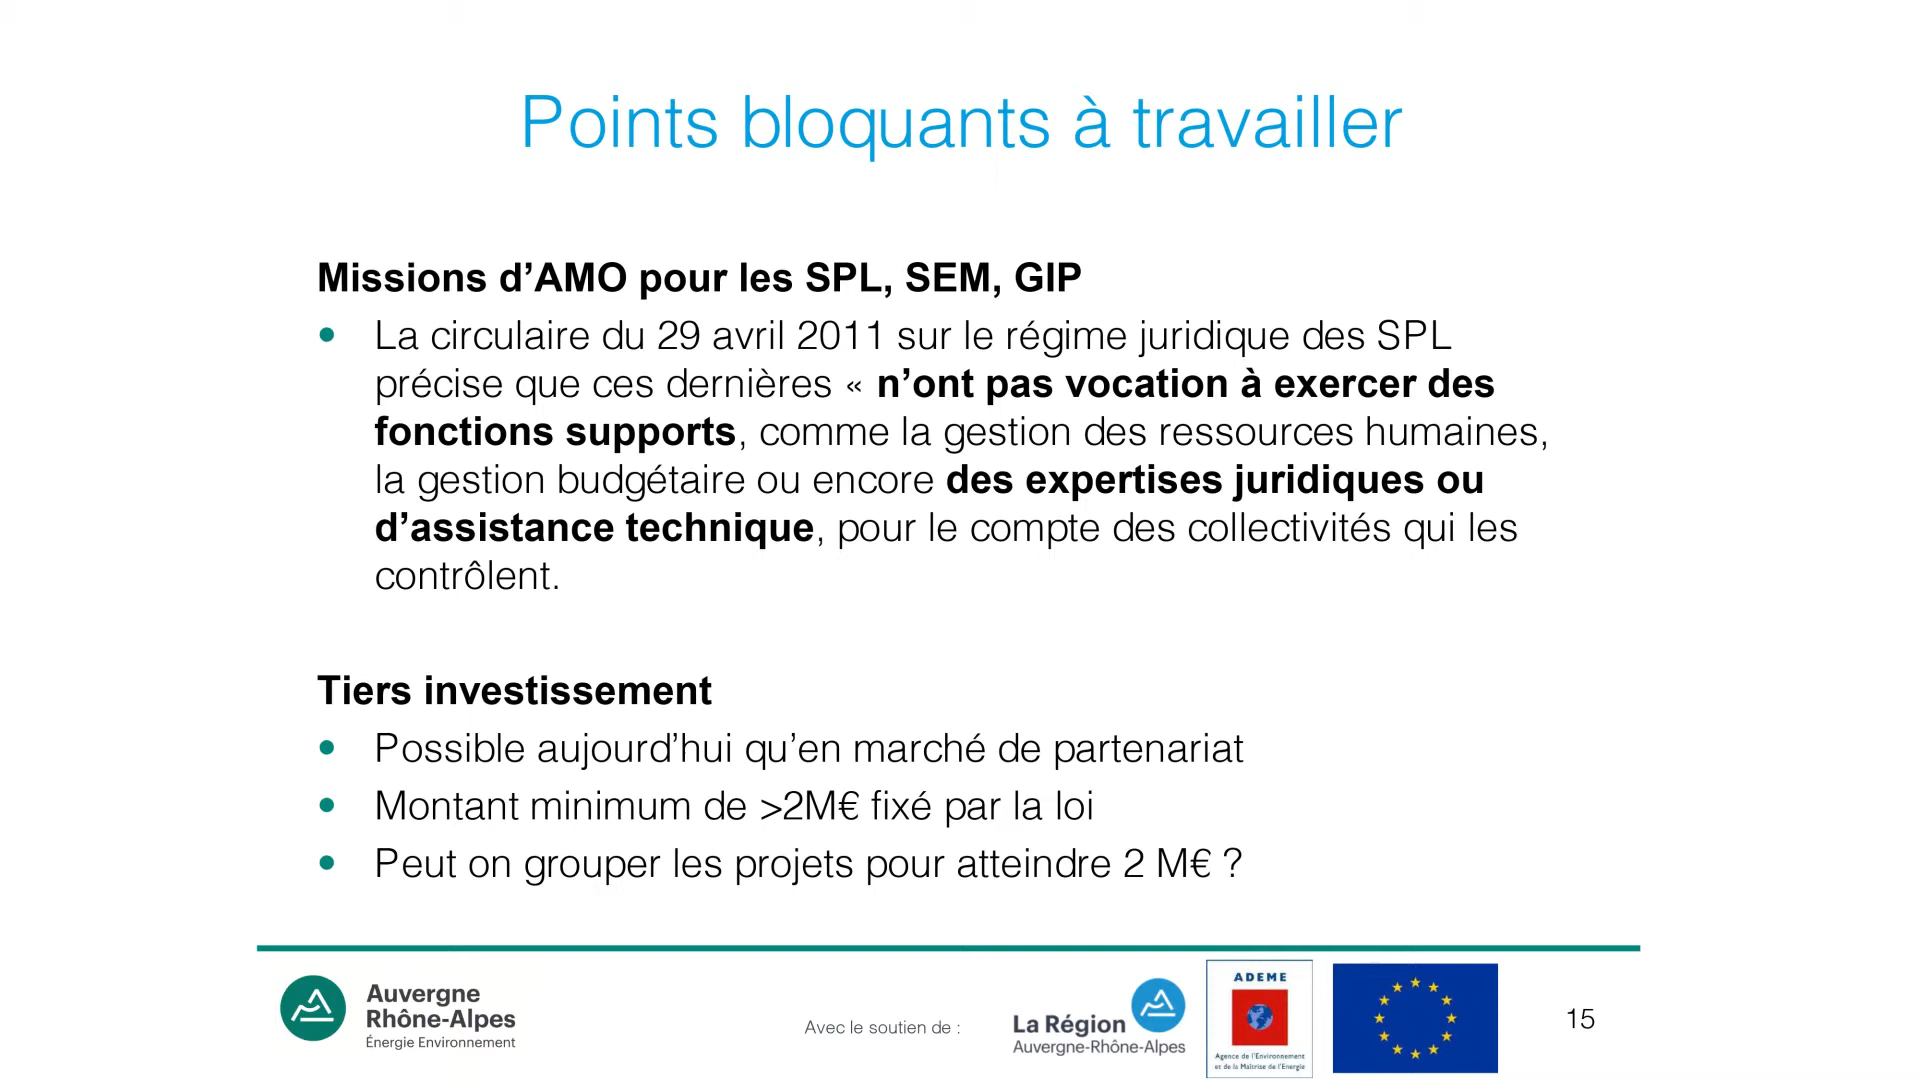 Points bloquants à travailler
Missions d’AMO pour les SPL, SEM, GIP
• La circulaire du 29 avril 2011 sur le régime juridique des SPL
précise que ces dernières « n’ont pas vocation à exercer des
fonctions supports, comme la gestion des ressources humaines,
la gestion budgétaire ou encore des expertises juridiques ou
d’assistance technique, pour le compte des collectivités qui les
contrôlent.
Tiers investissement
• Possible aujourd’hui qu’en marché de partenariat
• Montant minimum de >2M€ fixé par la loi
• Peut on grouper les projets pour atteindre 2 M€ ?
Auvergne
Rhône-Alpes
Énergie Environnement
Avec le soutien de :
La Région
Auvergne-Rhône-Alpes
ADEME
Agence de l'Environnement
et de la Maîtrise de l'Energie
15